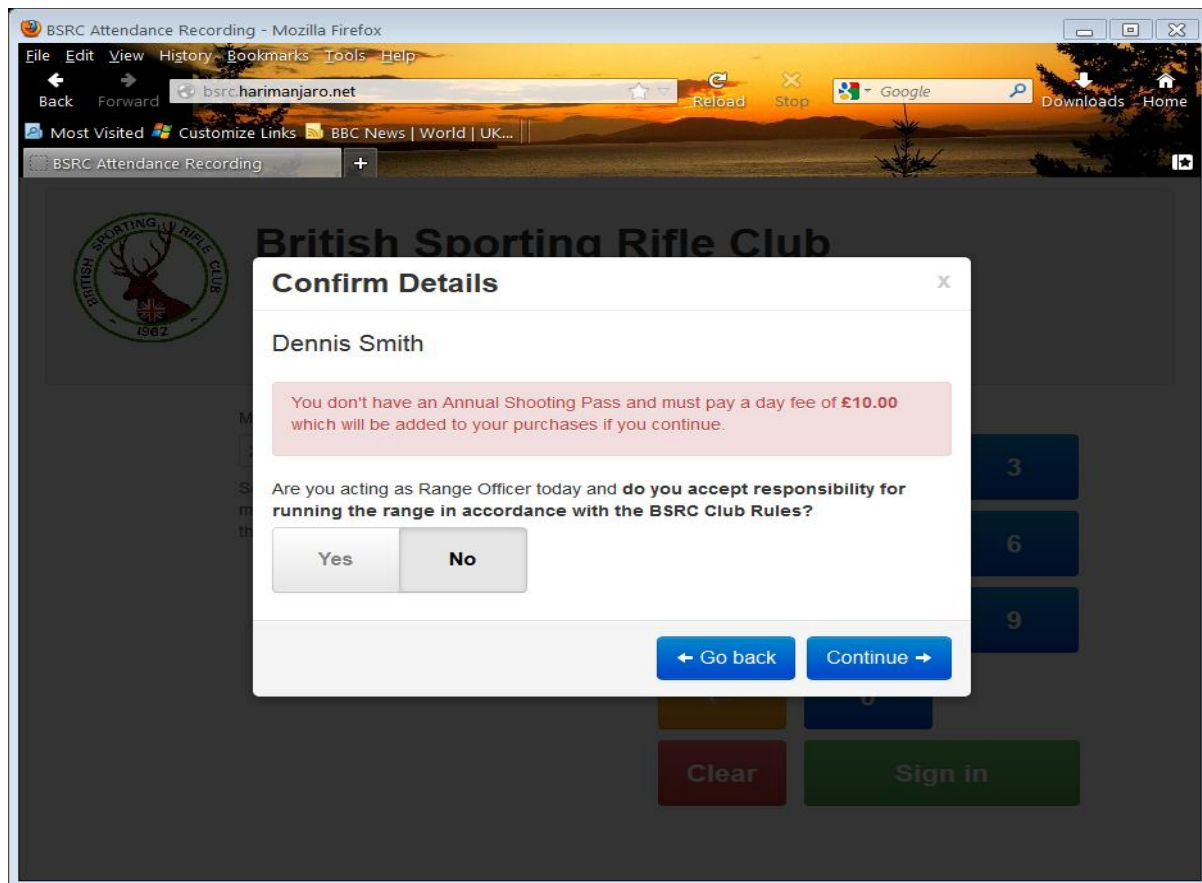 BSRC Attendance Recording - Mozilla Firefox
File Edit View History Bookmarks Tools Help
Back Forward bsrc.harimanjaro.net Reload Stop Google Downloads Home
Most Visited Customize Links BBC News | World | UK...
BSRC Attendance Recording +
BRITISH SPORTING RIFLE CLUB
1962
British Sporting Rifle Club
Confirm Details x
Dennis Smith
You don't have an Annual Shooting Pass and must pay a day fee of £10.00
which will be added to your purchases if you continue.
Are you acting as Range Officer today and do you accept responsibility for
running the range in accordance with the BSRC Club Rules?
Yes No
← Go back Continue →
3
6
9
0
Clear Sign in